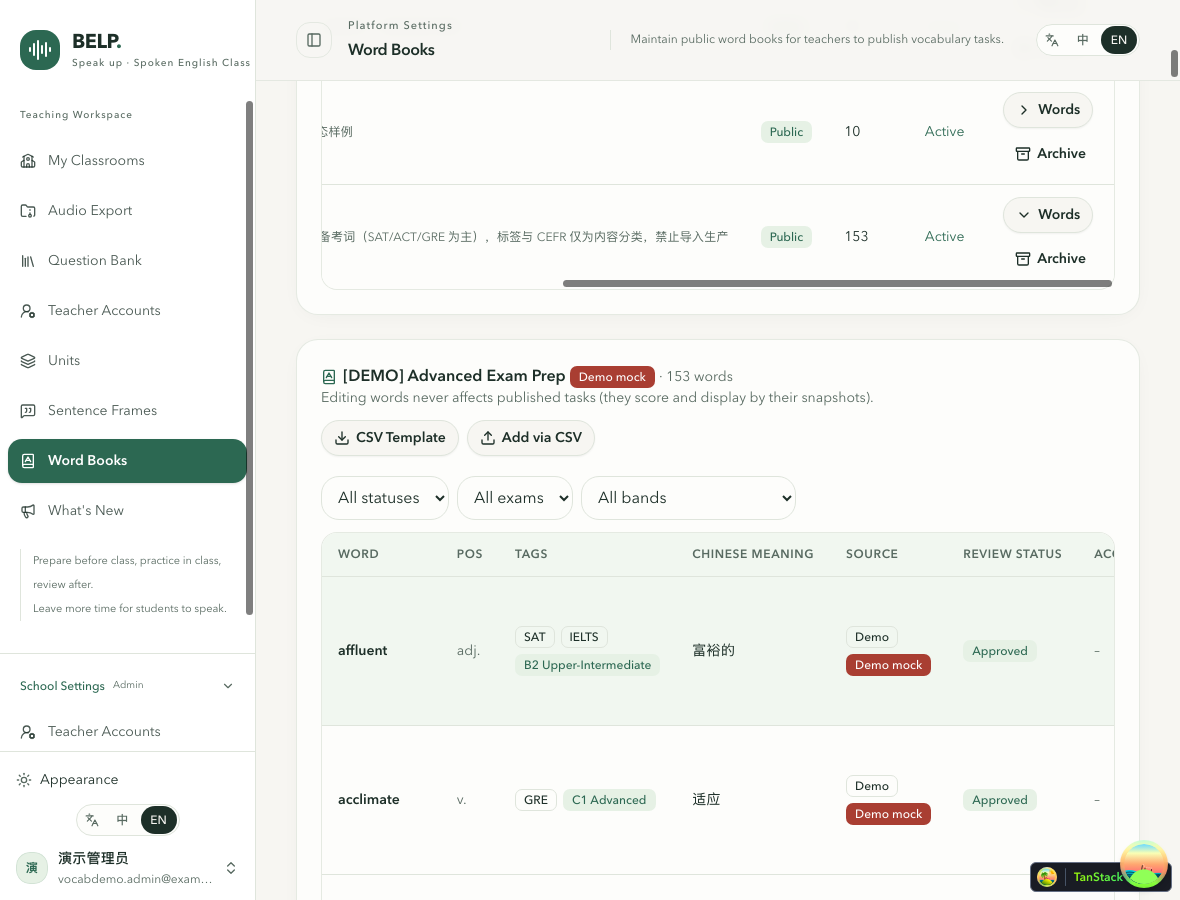 BELP.
Speak up · Spoken English Class
Teaching Workspace
My Classrooms
Audio Export
Question Bank
Teacher Accounts
Units
Sentence Frames
Word Books
What's New
Prepare before class, practice in class,
review after.
Leave more time for students to speak.
School Settings Admin
Teacher Accounts
Appearance
中 EN
演 演示管理员
vocabdemo.admin@exam...
Platform Settings
Word Books
Maintain public word books for teachers to publish vocabulary tasks.
中 EN
态样例 Public 10 Active Words
Archive
备考词（SAT/ACT/GRE 为主），标签与 CEFR 仅为内容分类，禁止导入生产 Public 153 Active Words
Archive
[DEMO] Advanced Exam Prep Demo mock · 153 words
Editing words never affects published tasks (they score and display by their snapshots).
CSV Template Add via CSV
All statuses All exams All bands
WORD POS TAGS CHINESE MEANING SOURCE REVIEW STATUS
affluent adj. SAT IELTS B2 Upper-Intermediate 富裕的 Demo Demo mock Approved –
acclimate v. GRE C1 Advanced 适应 Demo Demo mock Approved –
TanStack